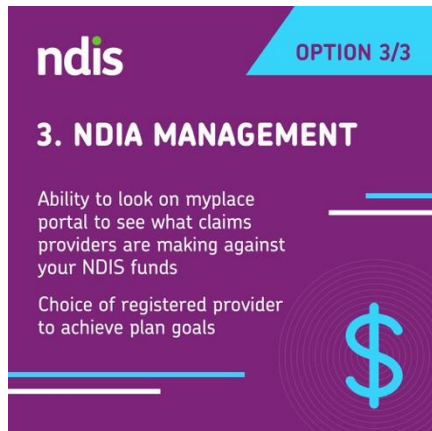 ndis
OPTION 3/3
3. NDIA MANAGEMENT
Ability to look on myplace
portal to see what claims
providers are making against
your NDIS funds
Choice of registered provider
to achieve plan goals
$